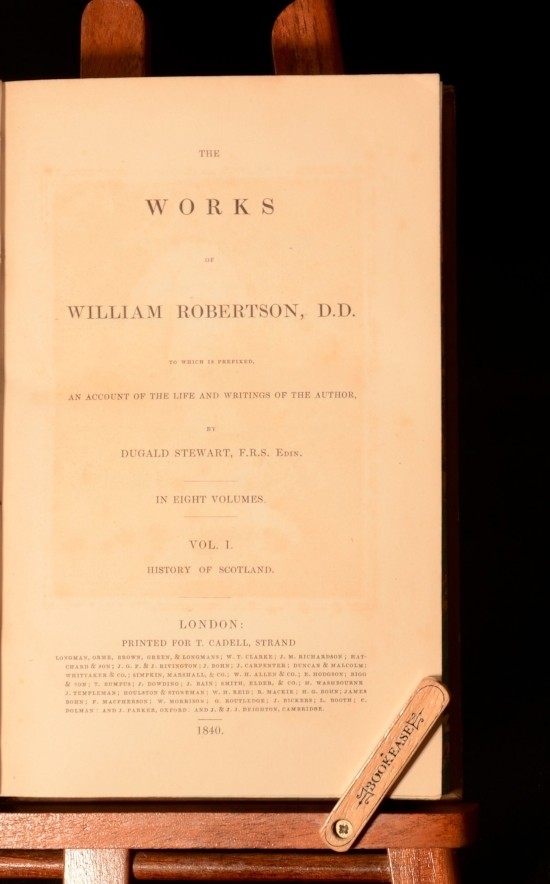 THE
WORKS
OF
WILLIAM ROBERTSON, D.D.
TO WHICH IS PREFIXED,
AN ACCOUNT OF THE LIFE AND WRITINGS OF THE AUTHOR,
BY
DUGALD STEWART, F.R.S. EDIN.
IN EIGHT VOLUMES.
VOL. I.
HISTORY OF SCOTLAND.
LONDON:
PRINTED FOR T. CADELL, STRAND
LONGMAN, ORME, BROWN, GREEN, & LONGMANS; W. T. CLARKE; J. M. RICHARDSON; HAT-
CHARD & SON; J. G. F. & J. RIVINGTON; J. BOHN; J. CARPENTER; DUNCAN & MALCOLM;
WHITTAKER & CO.; SIMPKIN, MARSHALL, & CO.; W. H. ALLEN & CO.; E. HODGSON; BIGG
& SON; T. BUMPUS; J. DOWDING; J. BAIN; SMITH, ELDER, & CO.; H. WASHBOURNE
J. TEMPLEMAN; HOULSTON & STONEMAN; W. H. REID; B. MACKIE; H. G. BOHN; JAMES
BOHN; P. MACPHERSON; W. MORRISON; G. ROUTLEDGE; J. BICKERS; L. BOOTH; C.
DOLMAN: AND J. PARKER, OXFORD: AND J. & J. J. DEIGHTON, CAMBRIDGE.
1840.
BOOKEASEL